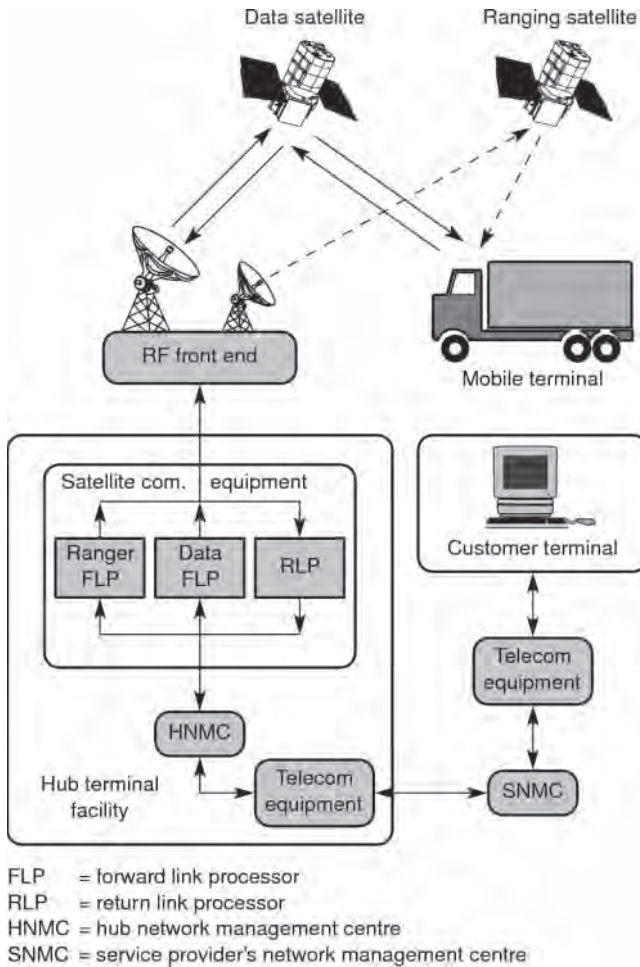 Data satellite
Ranging satellite
RF front end
Mobile terminal
Satellite com. equipment
Ranger
FLP
Data
FLP
RLP
Customer terminal
Telecom
equipment
HNMC
Hub terminal
facility
Telecom
equipment
SNMC
FLP = forward link processor
RLP = return link processor
HNMC = hub network management centre
SNMC = service provider's network management centre